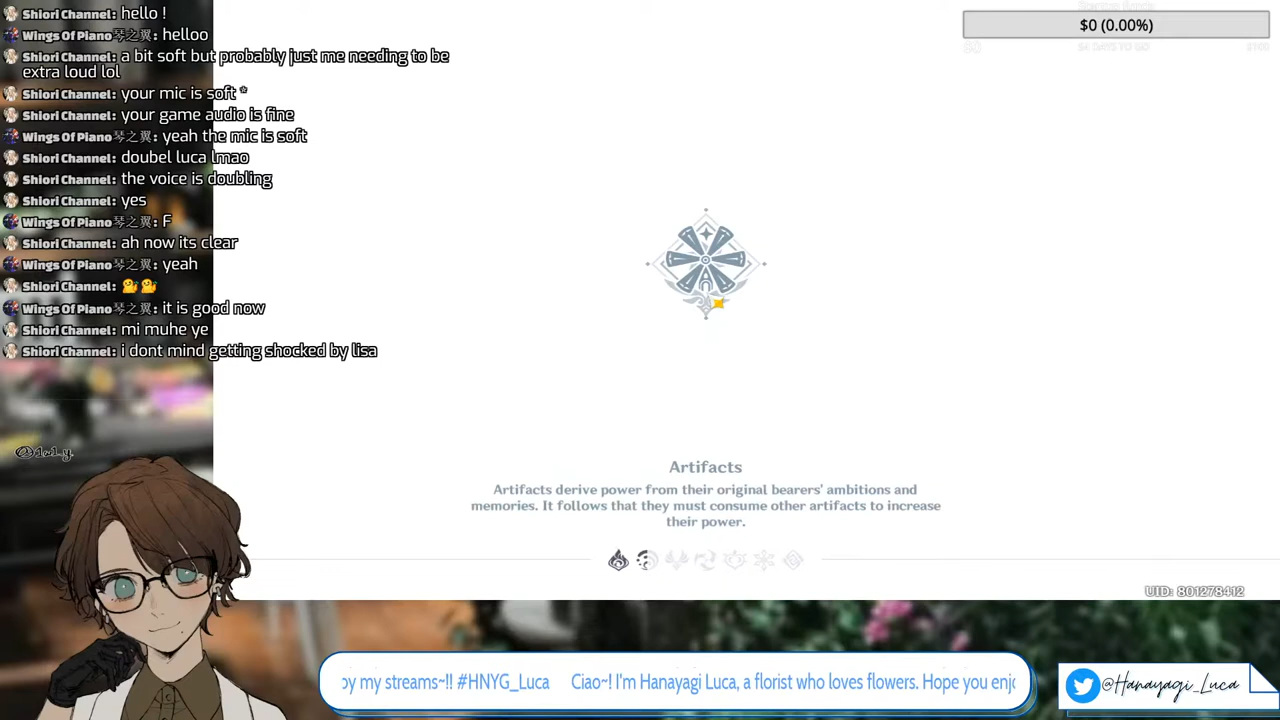 Shiori Channel: hello !
Wings Of Piano琴之翼: helloo
Shiori Channel: a bit soft but probably just me needing to be
extra loud lol
Shiori Channel: your mic is soft *
Shiori Channel: your game audio is fine
Wings Of Piano琴之翼: yeah the mic is soft
Shiori Channel: doubel luca lmao
Shiori Channel: the voice is doubling
Shiori Channel: yes
Wings Of Piano琴之翼: F
Shiori Channel: ah now its clear
Wings Of Piano琴之翼: yeah
Shiori Channel: 🫠🫠
Wings Of Piano琴之翼: it is good now
Shiori Channel: mi muhe ye
Shiori Channel: i dont mind getting shocked by lisa
$0 (0.00%)
$0
54 DAYS TO GO
$100
Artifacts
Artifacts derive power from their original bearers' ambitions and
memories. It follows that they must consume other artifacts to increase
their power.
UID: 801278412
oy my streams~!! #HNYG_Luca Ciao~! I'm Hanayagi Luca, a florist who loves flowers. Hope you enjo
@Hanayagi_Luca